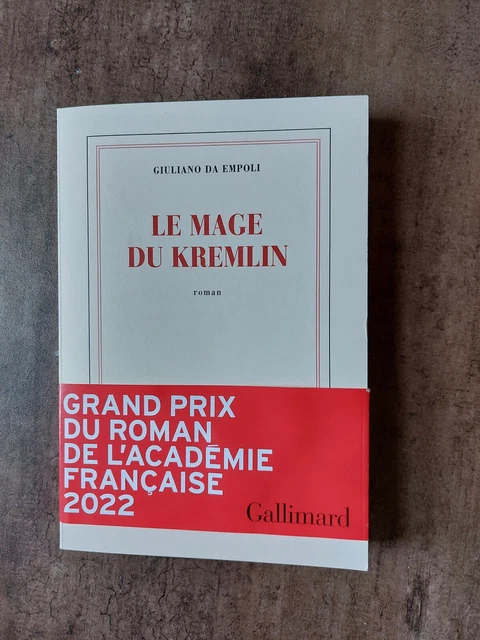 GIULIANO DA EMPOLI
LE MAGE
DU KREMLIN
roman
GRAND PRIX
DU ROMAN
DE L'ACADÉMIE
FRANÇAISE
2022
Gallimard